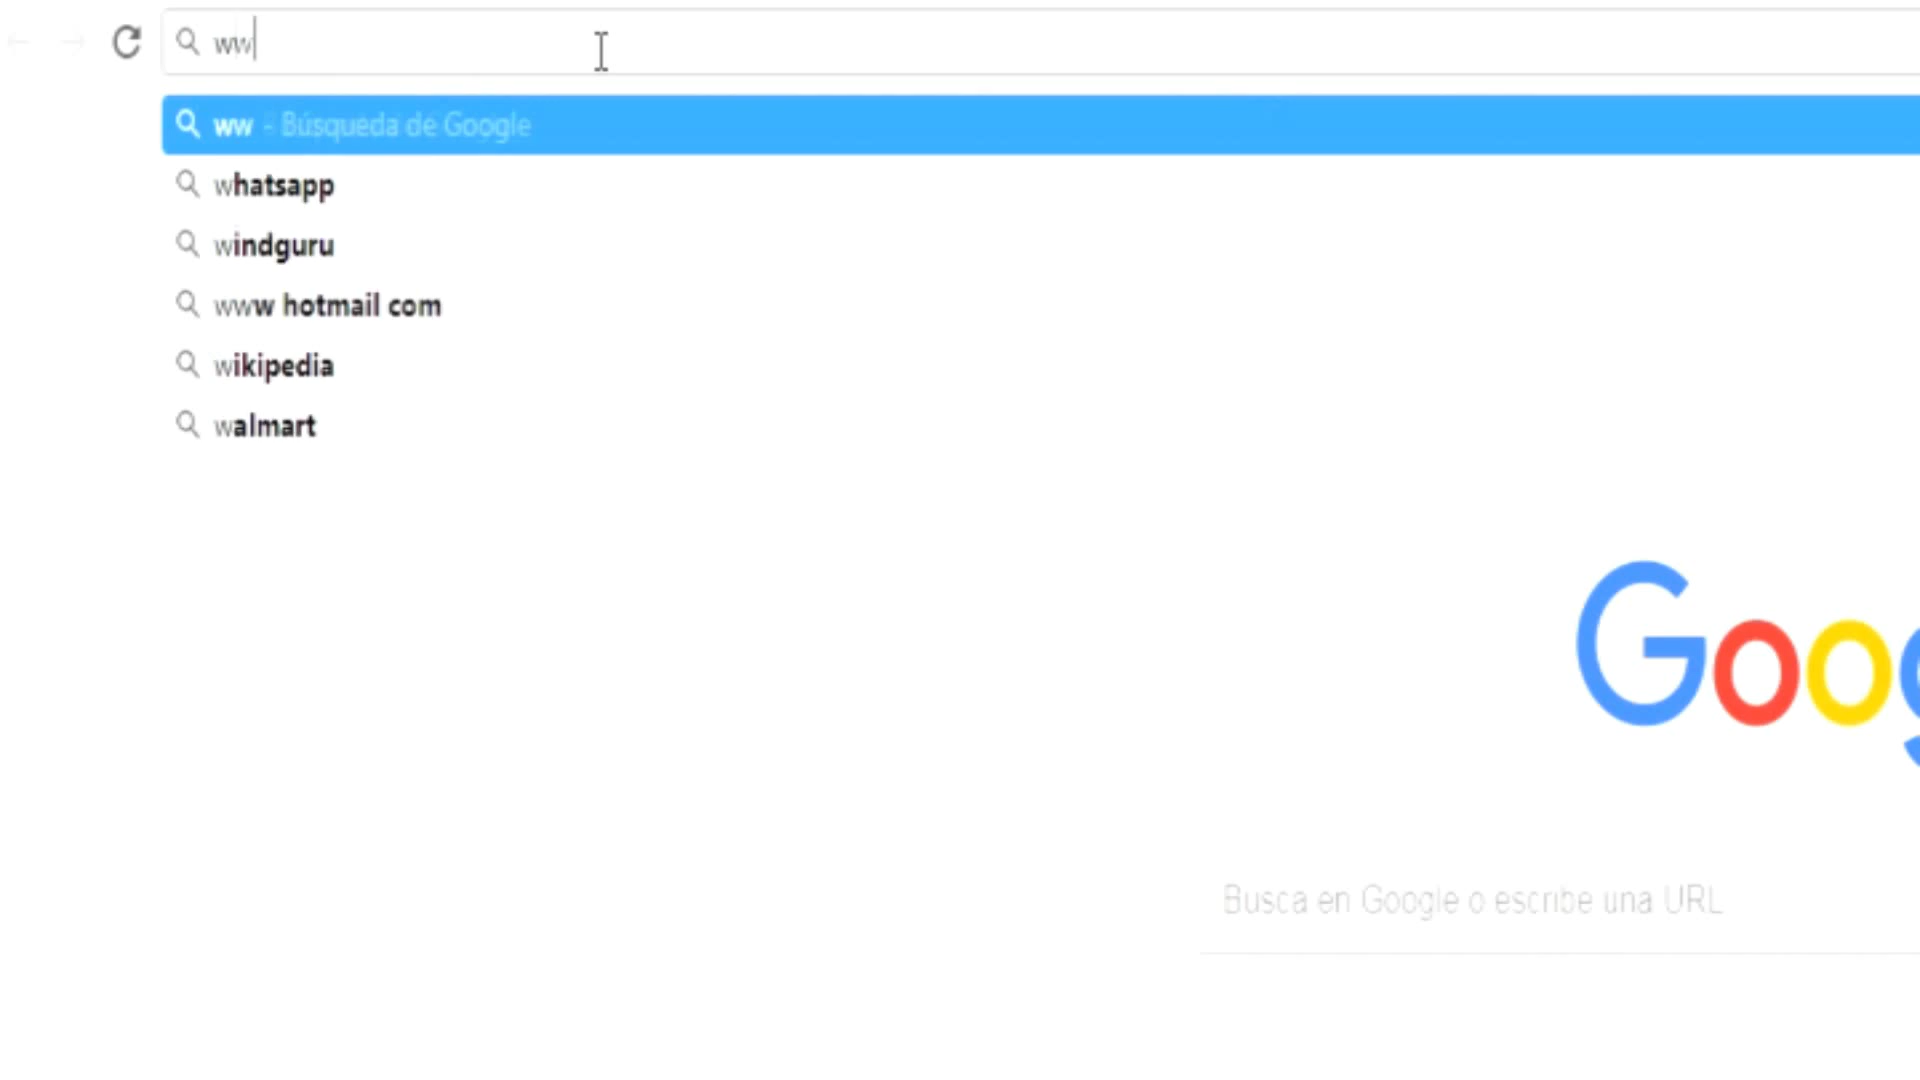 ww
ww - Búsqueda de Google
whatsapp
windguru
www hotmail com
wikipedia
walmart
Goog
Busca en Google o escribe una URL